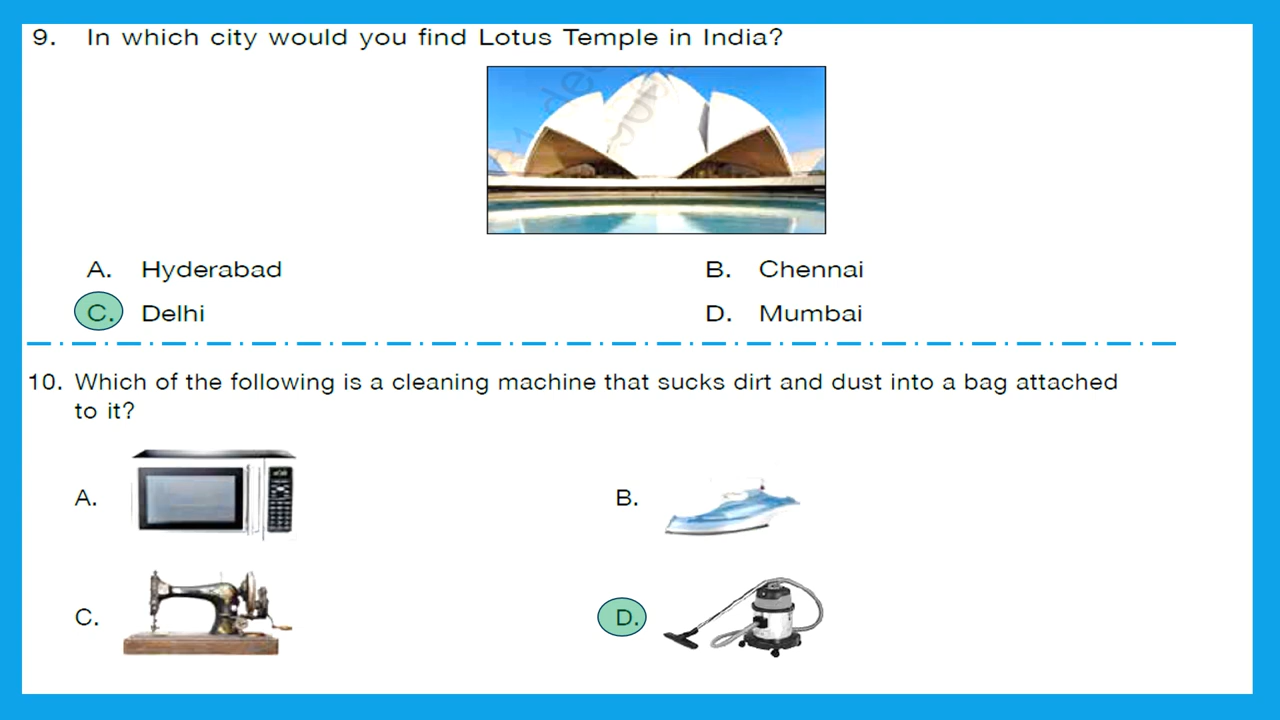 9. In which city would you find Lotus Temple in India?
A. Hyderabad
B. Chennai
C. Delhi
D. Mumbai
10. Which of the following is a cleaning machine that sucks dirt and dust into a bag attached
to it?
A.
B.
C.
D.